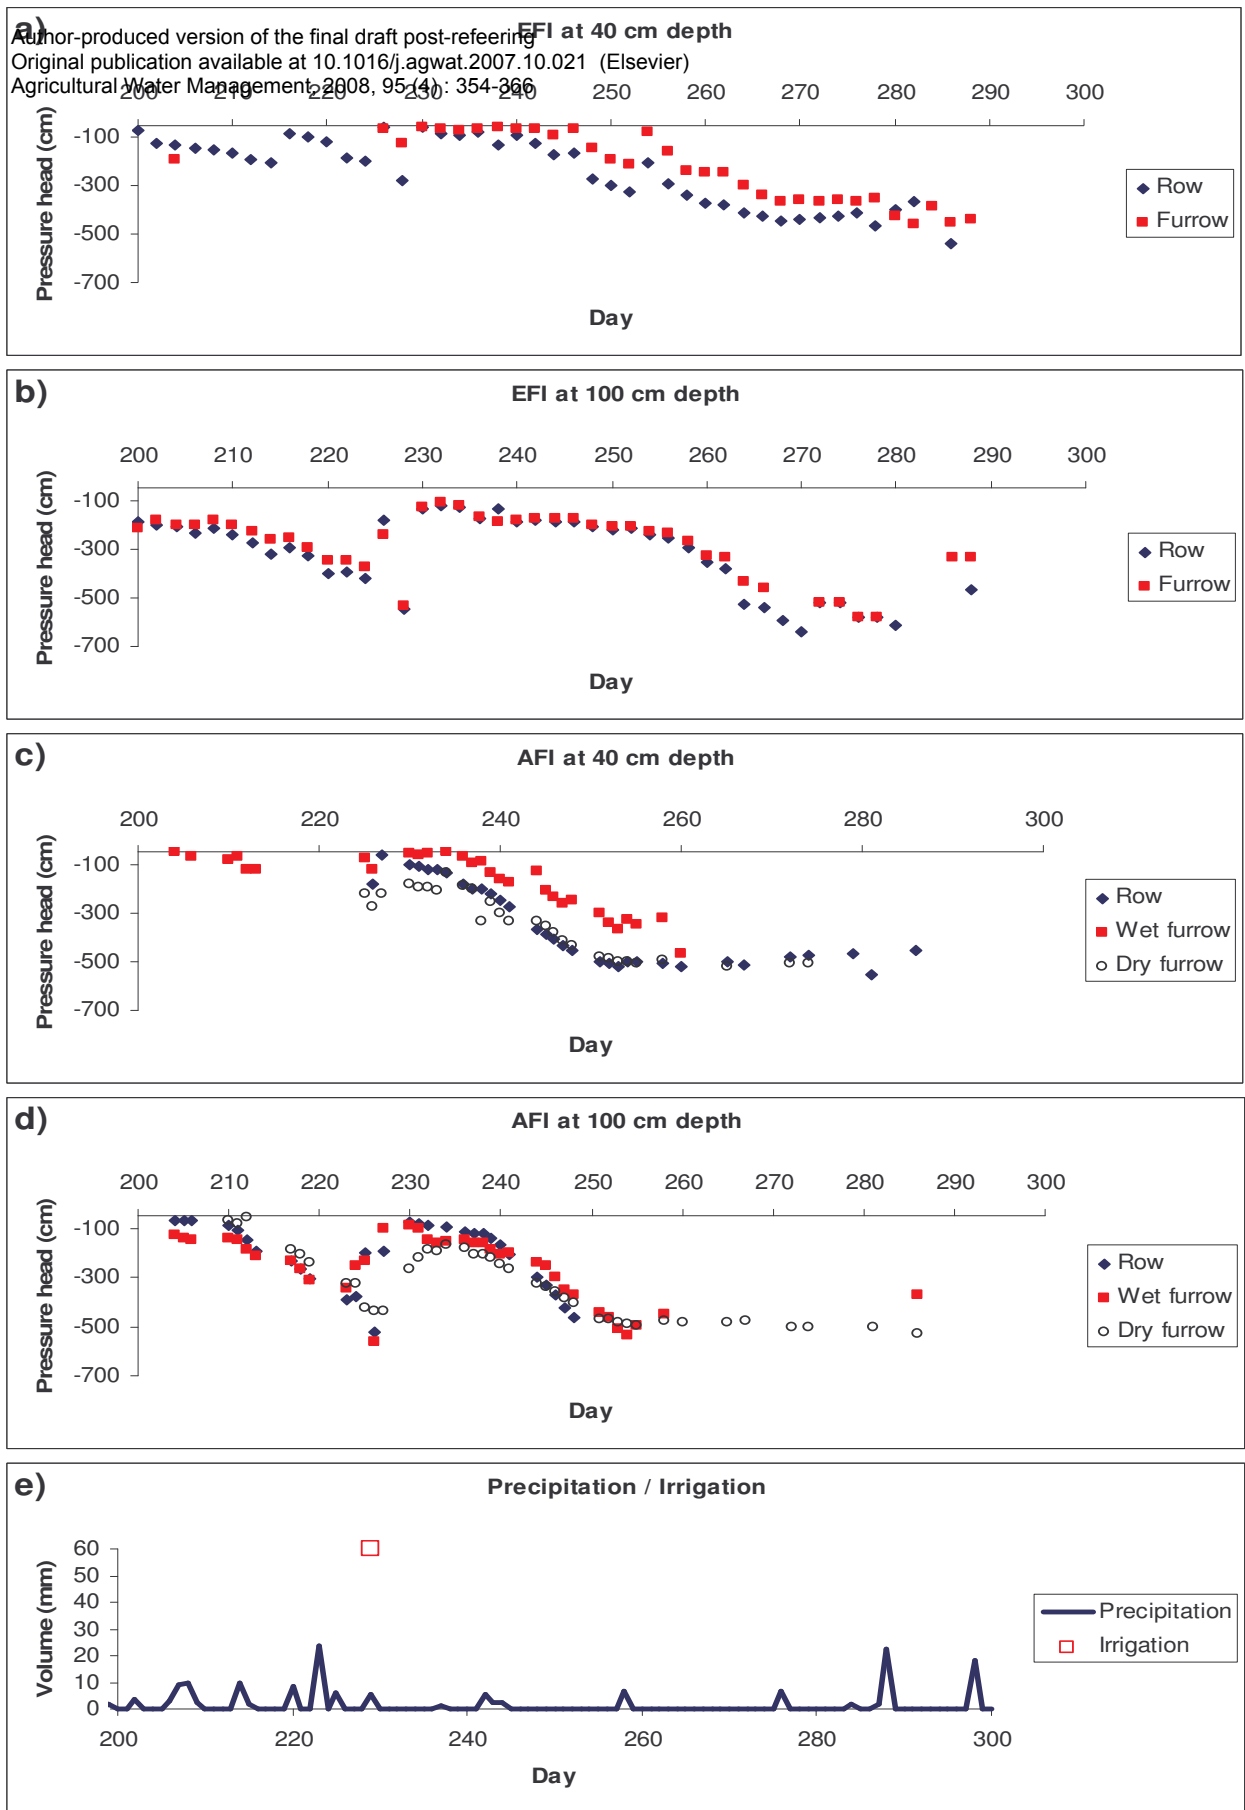 a)
EFI at 40 cm depth
Author-produced version of the final draft post-refeering
Original publication available at 10.1016/j.agwat.2007.10.021 (Elsevier)
Agricultural Water Management, 2008, 95 (4) : 354-366
200 210 220 230 240 250 260 270 280 290 300
-100
-300
-500
-700
Pressure head (cm)
Day
Row
Furrow
b)
EFI at 100 cm depth
200 210 220 230 240 250 260 270 280 290 300
-100
-300
-500
-700
Pressure head (cm)
Day
Row
Furrow
c)
AFI at 40 cm depth
200 220 240 260 280 300
-100
-300
-500
-700
Pressure head (cm)
Day
Row
Wet furrow
Dry furrow
d)
AFI at 100 cm depth
200 210 220 230 240 250 260 270 280 290 300
-100
-300
-500
-700
Pressure head (cm)
Day
Row
Wet furrow
Dry furrow
e)
Precipitation / Irrigation
60
50
40
30
20
10
0
Volume (mm)
200 220 240 260 280 300
Day
Precipitation
Irrigation